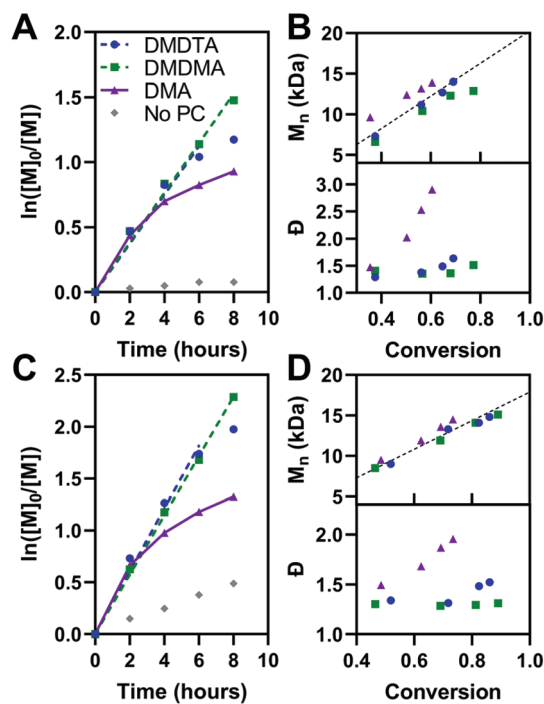 A
2.0
1.5
1.0
0.5
0.0
ln([M]0/[M])
0 2 4 6 8 10
Time (hours)
DMDTA
DMDMA
DMA
No PC
B
20
15
10
5
Mn (kDa)
3.0
2.5
2.0
1.5
1.0
Đ
0.4 0.6 0.8 1.0
Conversion
C
2.5
2.0
1.5
1.0
0.5
0.0
ln([M]0/[M])
0 2 4 6 8 10
Time (hours)
D
20
15
10
5
Mn (kDa)
2.0
1.5
1.0
Đ
0.4 0.6 0.8 1.0
Conversion